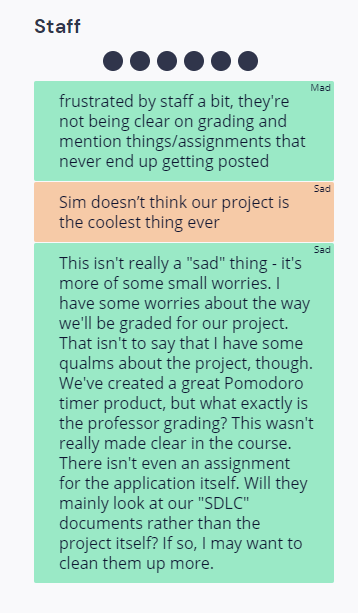 Staff
Mad
frustrated by staff a bit, they're
not being clear on grading and
mention things/assignments that
never end up getting posted
Sad
Sim doesn’t think our project is
the coolest thing ever
Sad
This isn't really a "sad" thing - it's
more of some small worries. I
have some worries about the way
we'll be graded for our project.
That isn't to say that I have some
qualms about the project, though.
We've created a great Pomodoro
timer product, but what exactly is
the professor grading? This wasn't
really made clear in the course.
There isn't even an assignment
for the application itself. Will they
mainly look at our "SDLC"
documents rather than the
project itself? If so, I may want to
clean them up more.